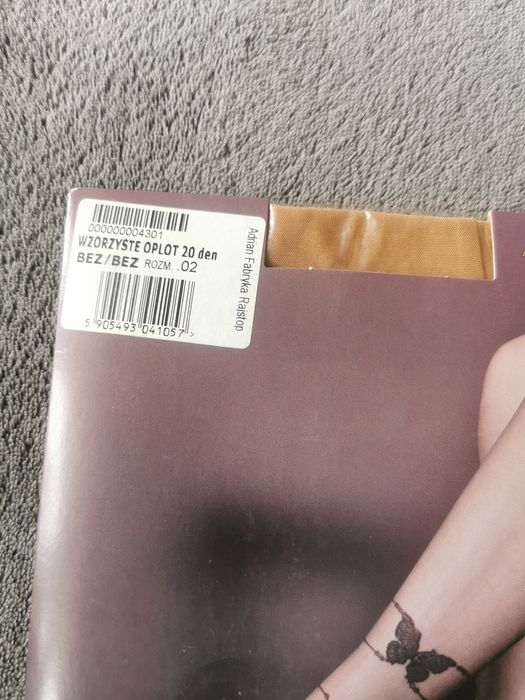 000000004301
WZORZYSTE OPLOT 20 den
BEZ/BEZ ROZM. .02
5 905493 041057 >
Adrian Fabryka Rajstop